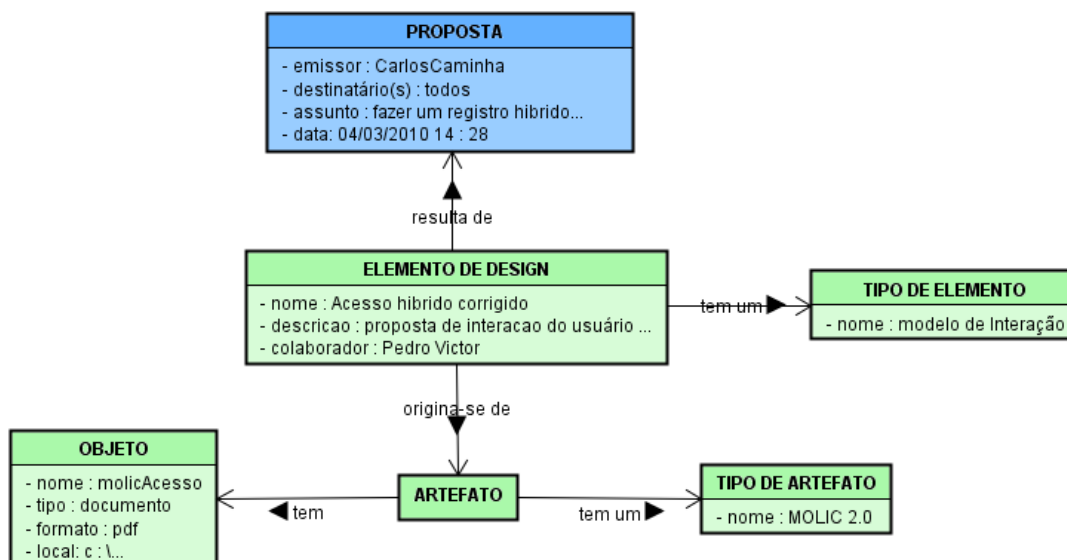 PROPOSTA
- emissor : CarlosCaminha
- destinatário(s) : todos
- assunto : fazer um registro hibrido...
- data: 04/03/2010 14 : 28
resulta de
ELEMENTO DE DESIGN
- nome : Acesso hibrido corrigido
- descricao : proposta de interacao do usuário ...
- colaborador : Pedro Victor
tem um
TIPO DE ELEMENTO
- nome : modelo de Interação
origina-se de
OBJETO
- nome : molicAcesso
- tipo : documento
- formato : pdf
- local: c : \...
tem
ARTEFATO
tem um
TIPO DE ARTEFATO
- nome : MOLIC 2.0